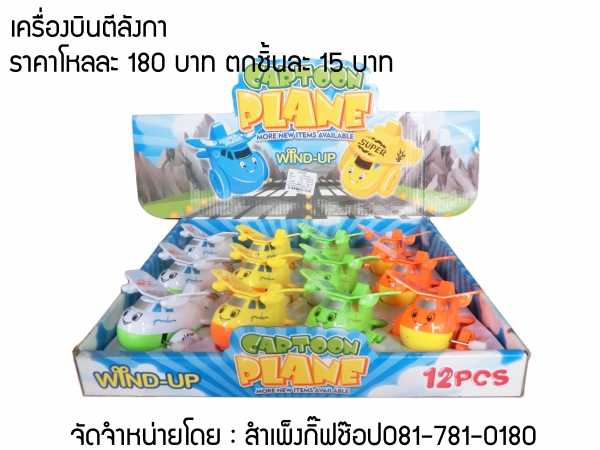 เครื่องบินตีลังกา
ราคาโหลละ 180 บาท ตกชิ้นละ 15 บาท
CARTOON
PLANE
MORE NEW ITEMS AVAILABLE
WIND-UP
SUPER
CARTOON
PLANE
MORE NEW ITEMS AVAILABLE
WIND-UP
12PCS
จัดจำหน่ายโดย : สำเพ็งกิ๊ฟช๊อป081-781-0180